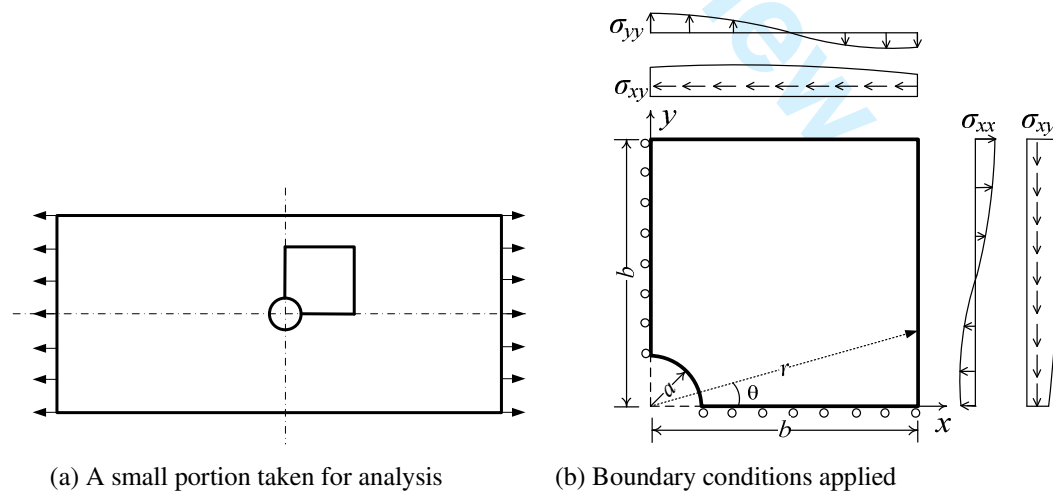 σyy
σxy
y
σxx
σxy
b
a
r
θ
x
b
(a) A small portion taken for analysis
(b) Boundary conditions applied